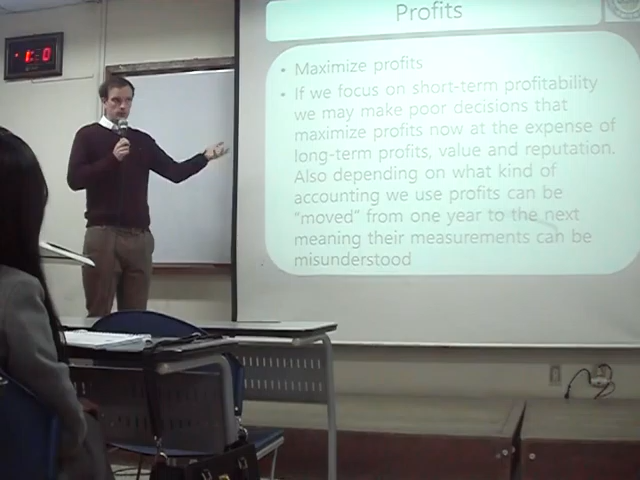 Profits
• Maximize profits
• If we focus on short-term profitability
we may make poor decisions that
maximize profits now at the expense of
long-term profits, value and reputation.
Also depending on what kind of
accounting we use profits can be
"moved" from one year to the next
meaning their measurements can be
misunderstood